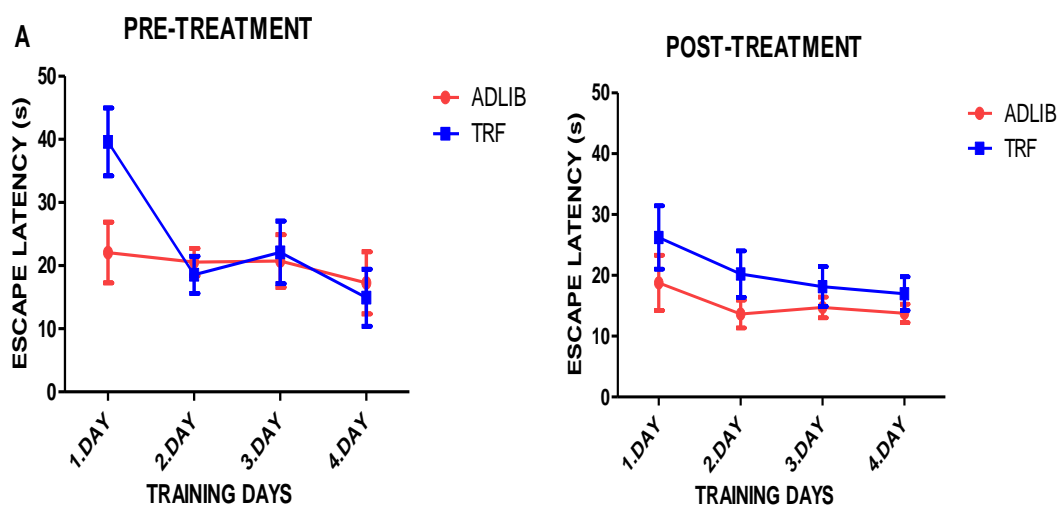 A
PRE-TREATMENT
ESCAPE LATENCY (s)
50
40
30
20
10
0
1.DAY
2.DAY
3.DAY
4.DAY
TRAINING DAYS
ADLIB
TRF
POST-TREATMENT
ESCAPE LATENCY (s)
50
40
30
20
10
0
1.DAY
2.DAY
3.DAY
4.DAY
TRAINING DAYS
ADLIB
TRF